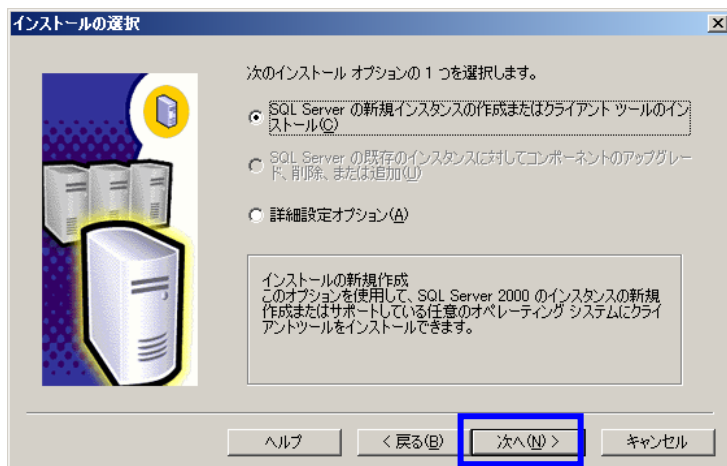 インストールの選択
次のインストール オプションの 1 つを選択します。
SQL Server の新規インスタンスの作成またはクライアント ツールのイン
ストール(C)
SQL Server の既存のインスタンスに対してコンポーネントのアップグレー
ド、削除、または追加(U)
詳細設定オプション(A)
インストールの新規作成
このオプションを使用して、SQL Server 2000 のインスタンスの新規
作成またはサポートしている任意のオペレーティング システムにクライ
アントツールをインストールできます。
ヘルプ
< 戻る(B)
次へ(N) >
キャンセル